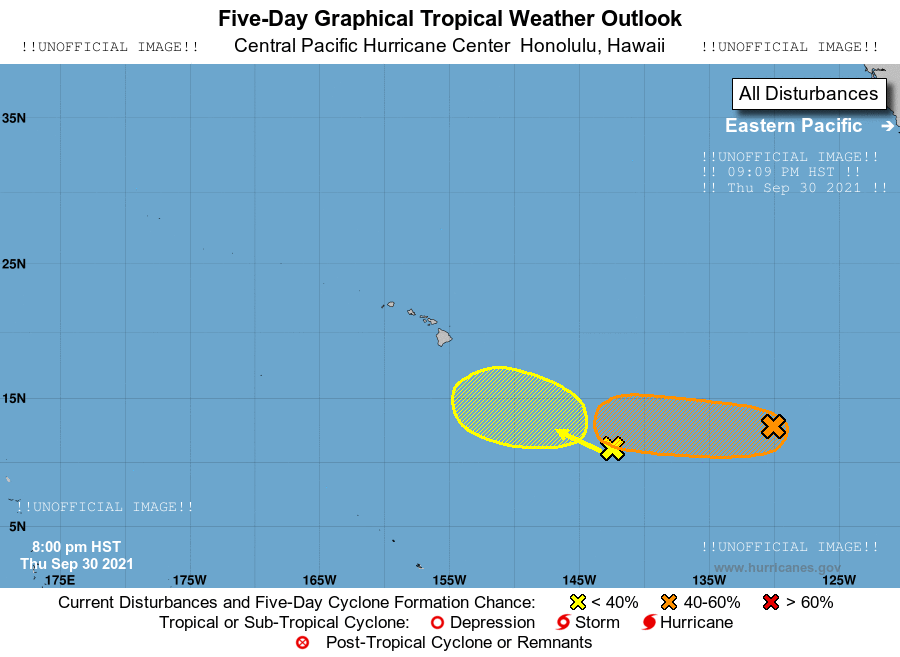 Five-Day Graphical Tropical Weather Outlook
!!UNOFFICIAL IMAGE!! Central Pacific Hurricane Center Honolulu, Hawaii !!UNOFFICIAL IMAGE!!
All Disturbances
35N
Eastern Pacific →
!!UNOFFICIAL IMAGE!!
!! 09:09 PM HST !!
!! Thu Sep 30 2021 !!
25N
15N
!!UNOFFICIAL IMAGE!!
5N
8:00 pm HST
Thu Sep 30 2021
!!UNOFFICIAL IMAGE!!
www.hurricanes.gov
175E 175W 165W 155W 145W 135W 125W
Current Disturbances and Five-Day Cyclone Formation Chance: < 40% 40-60% > 60%
Tropical or Sub-Tropical Cyclone: Depression Storm Hurricane
Post-Tropical Cyclone or Remnants